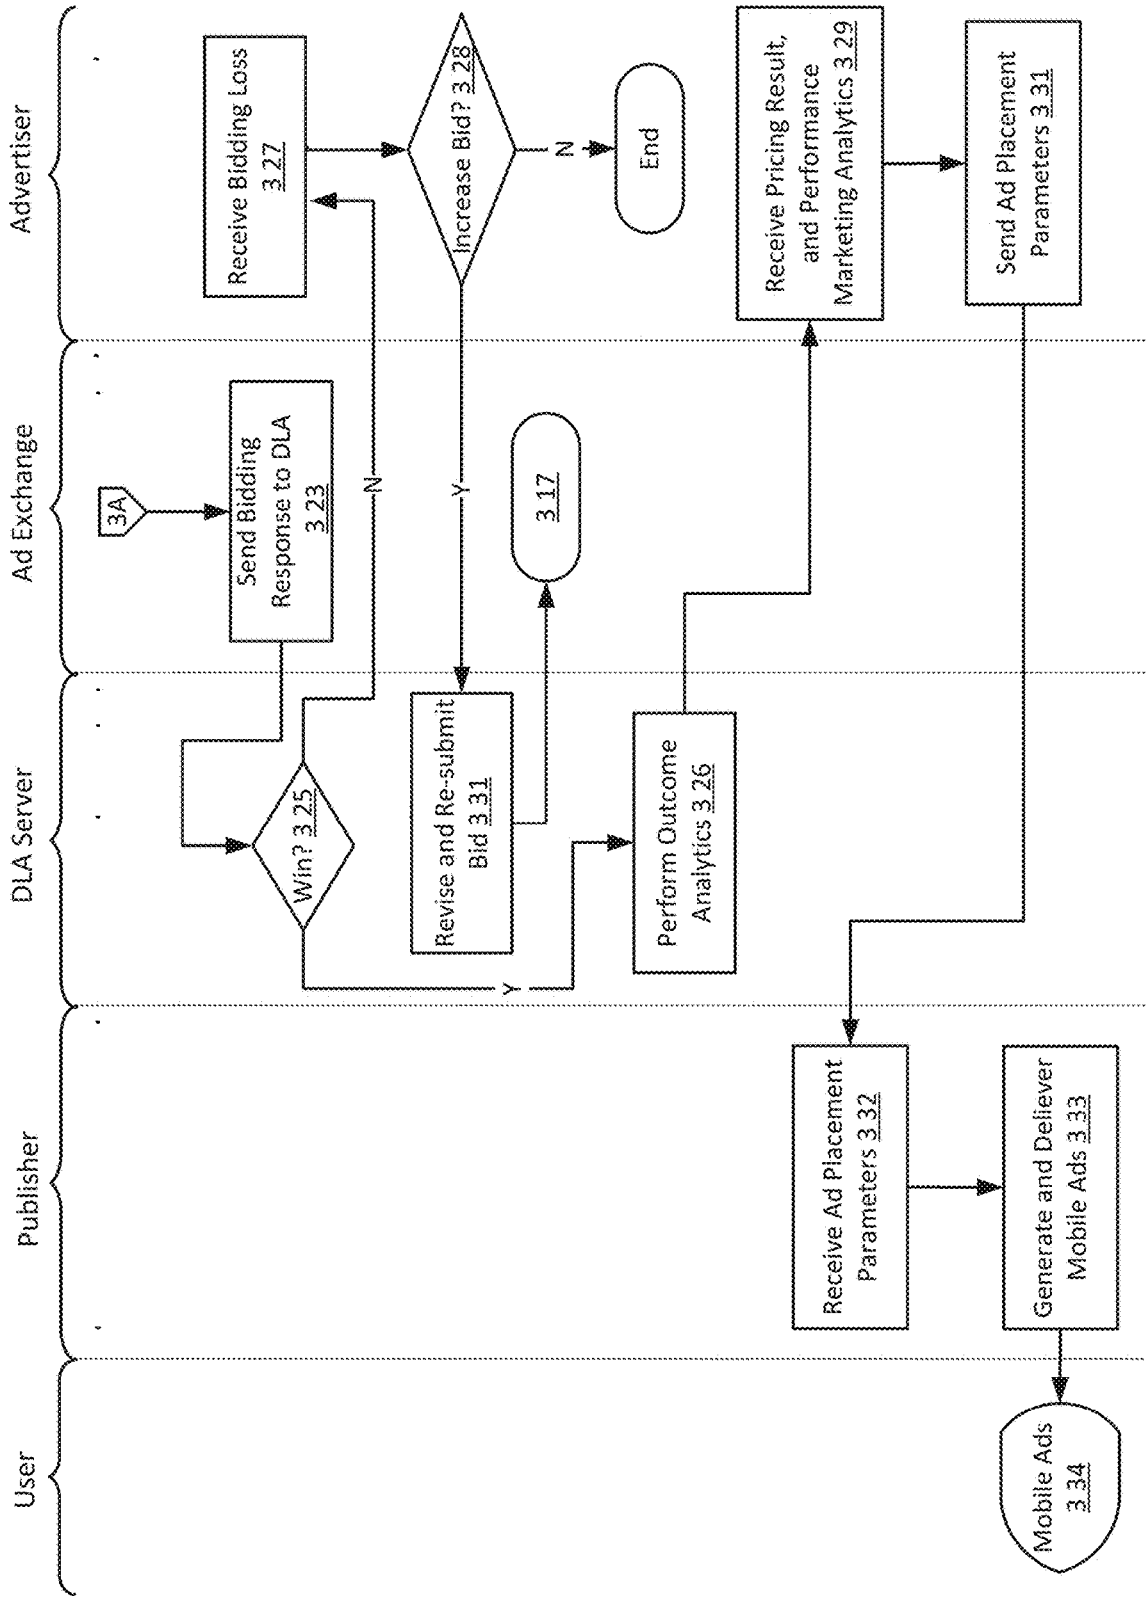 User
Publisher
DLA Server
Ad Exchange
Advertiser
3A
Send Bidding
Response to DLA
3 23
Receive Bidding Loss
3 27
Win? 3 25
N
Increase Bid? 3 28
Y
N
End
Revise and Re-submit
Bid 3 31
3 17
Y
Perform Outcome
Analytics 3 26
Receive Pricing Result,
and Performance
Marketing Analytics 3 29
Send Ad Placement
Parameters 3 31
Receive Ad Placement
Parameters 3 32
Generate and Deliever
Mobile Ads 3 33
Mobile Ads
3 34